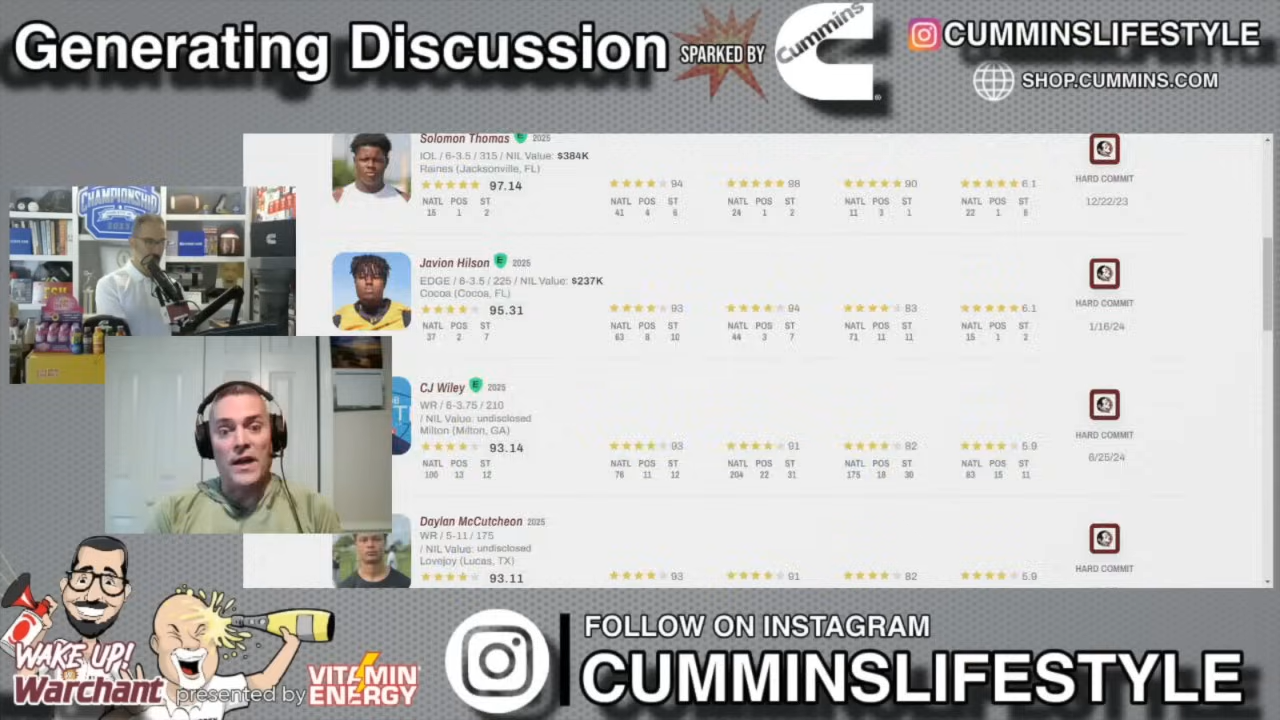 Generating Discussion
SPARKED BY
Cummins
CUMMINSLIFESTYLE
SHOP.CUMMINS.COM
CHAMPIONSHIP
Solomon Thomas E 2025
IOL / 6-3.5 / 315 / NIL Value: $384K
Raines (Jacksonville, FL)
97.14 94 98 90 6.1
NATL POS ST NATL POS ST NATL POS ST NATL POS ST NATL POS ST
15 1 2 41 4 6 24 1 2 11 3 1 22 1 8
HARD COMMIT
12/22/23
Javion Hilson E 2025
EDGE / 6-3.5 / 225 / NIL Value: $237K
Cocoa (Cocoa, FL)
95.31 93 94 83 6.1
NATL POS ST NATL POS ST NATL POS ST NATL POS ST NATL POS ST
37 2 7 63 8 10 44 3 7 71 11 11 15 1 2
HARD COMMIT
1/16/24
CJ Wiley E 2025
WR / 6-3.75 / 210
/ NIL Value: undisclosed
Milton (Milton, GA)
93.14 93 91 82 5.9
NATL POS ST NATL POS ST NATL POS ST NATL POS ST NATL POS ST
100 13 12 76 11 12 204 22 31 175 18 30 83 15 11
HARD COMMIT
6/25/24
Daylan McCutcheon 2025
WR / 5-11 / 175
/ NIL Value: undisclosed
Lovejoy (Lucas, TX)
93.11 93 91 82 5.9
HARD COMMIT
WAKE UP!
Warchant presented by VITAMIN ENERGY
FOLLOW ON INSTAGRAM
CUMMINSLIFESTYLE